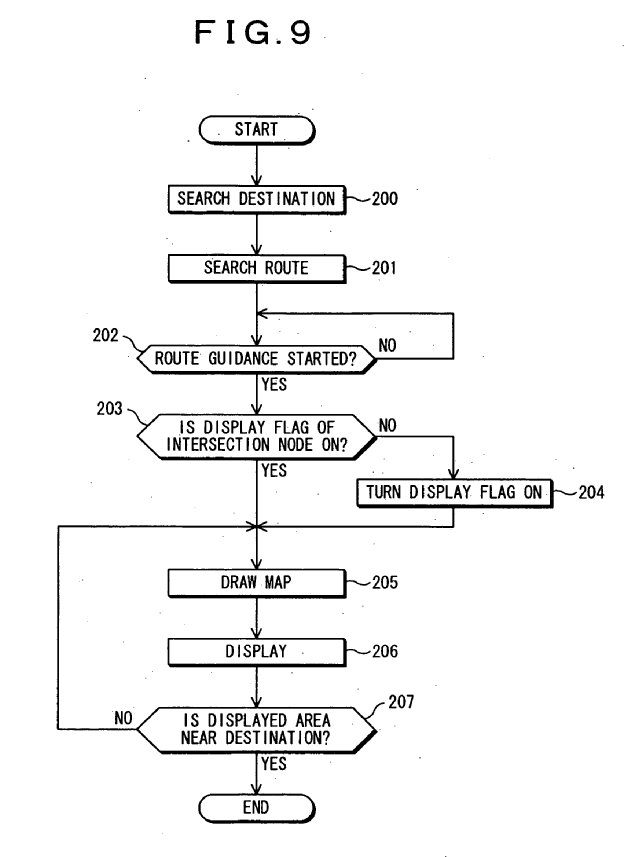 FIG.9
START
SEARCH DESTINATION 200
SEARCH ROUTE 201
202
ROUTE GUIDANCE STARTED? NO
YES
203
IS DISPLAY FLAG OF
INTERSECTION NODE ON?
NO
YES
TURN DISPLAY FLAG ON 204
DRAW MAP 205
DISPLAY 206
207
IS DISPLAYED AREA
NEAR DESTINATION?
NO
YES
END